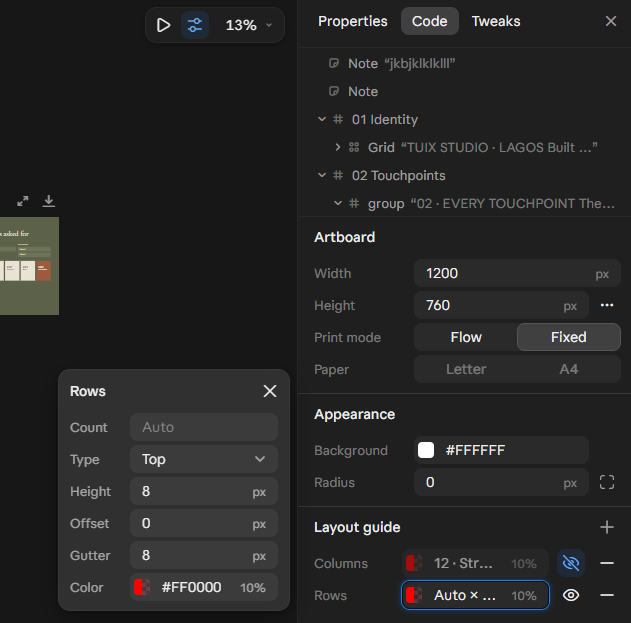 13%
Properties Code Tweaks
Note “jkbjklklklll”
Note
01 Identity
Grid “TUIX STUDIO · LAGOS Built ...”
02 Touchpoints
group “02 · EVERY TOUCHPOINT The...
s asked for
Artboard
Width 1200 px
Height 760 px
Print mode Flow Fixed
Paper Letter A4
Appearance
Background #FFFFFF
Radius 0 px
Layout guide
Columns 12 · Str... 10%
Rows Auto × ... 10%
Rows
Count Auto
Type Top
Height 8 px
Offset 0 px
Gutter 8 px
Color #FF0000 10%